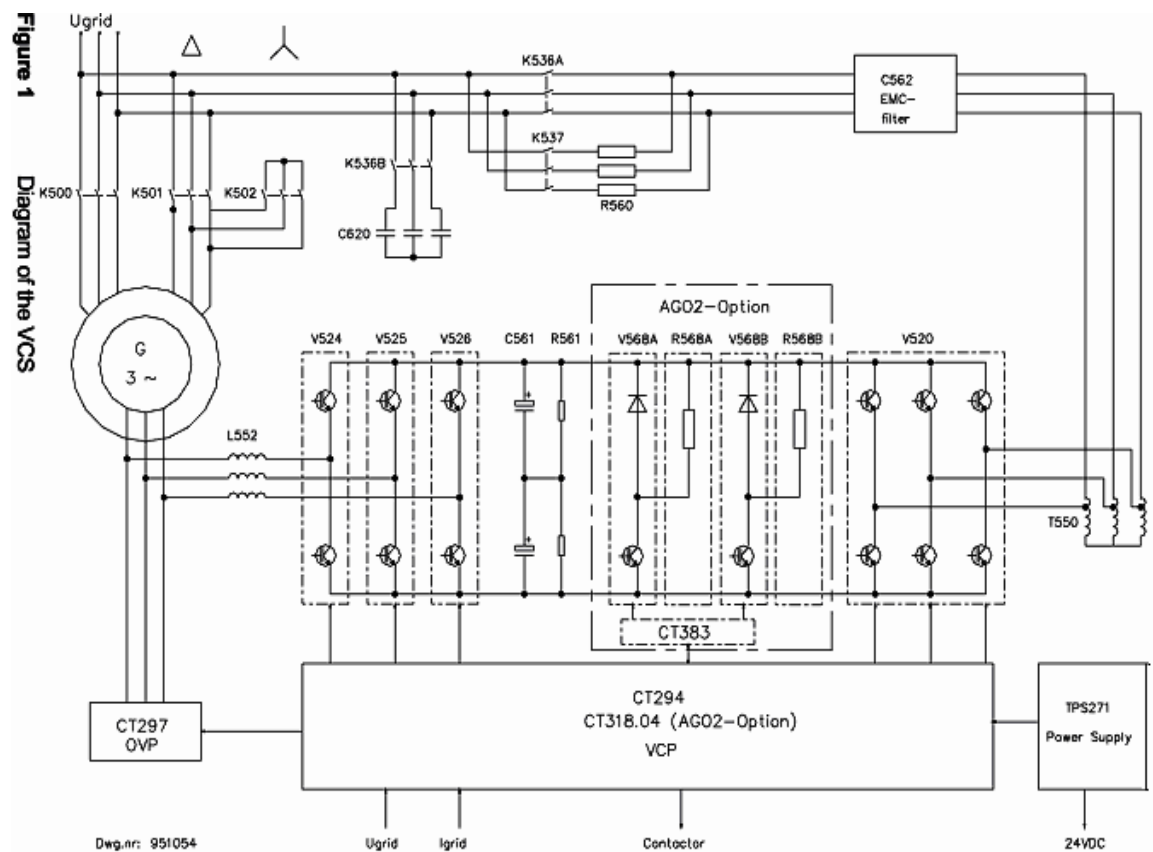 Figure 1 Diagram of the VCS
Ugrid
K536A
C562
EMC-
filter
K537
K536B
K500
K501
K502
R560
C620
AGO2-Option
V524
V525
V526
C561
R561
V568A
R568A
V568B
R568B
V520
G
3 ~
+
L552
T550
+
CT383
CT294
CT318.04 (AGO2-Option)
VCP
CT297
OVP
TPS271
Power Supply
Ugrid
Igrid
Contactor
24VDC
Dwg.nr: 951054